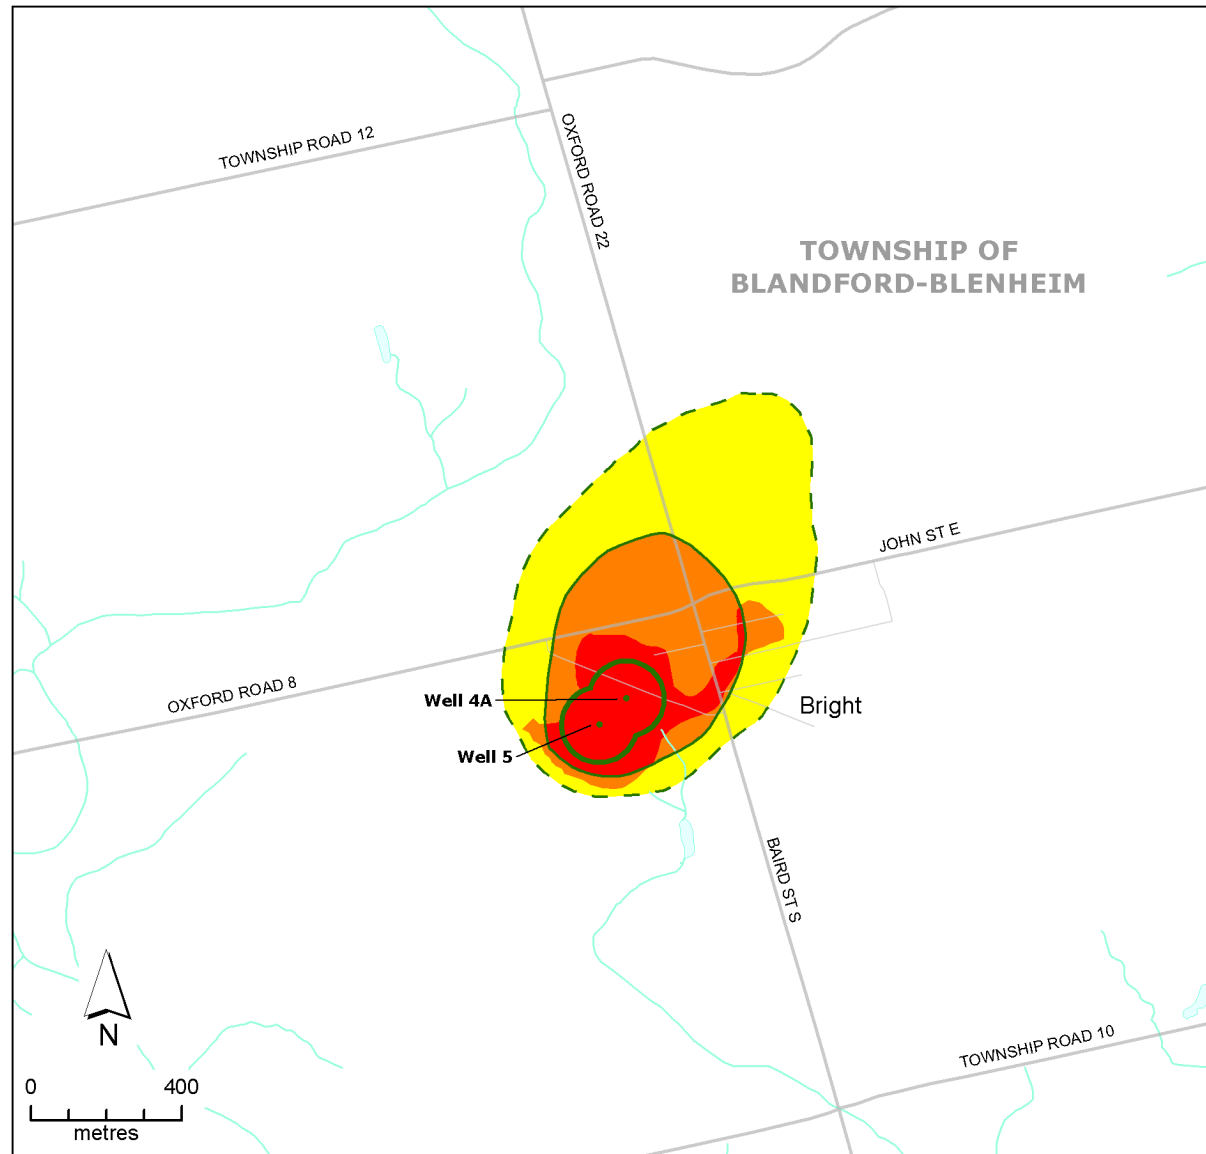 TOWNSHIP ROAD 12
OXFORD ROAD 22
TOWNSHIP OF
BLANDFORD-BLENHEIM
JOHN ST E
OXFORD ROAD 8
Well 4A
Bright
Well 5
BAIRD ST S
N
TOWNSHIP ROAD 10
0 400
metres